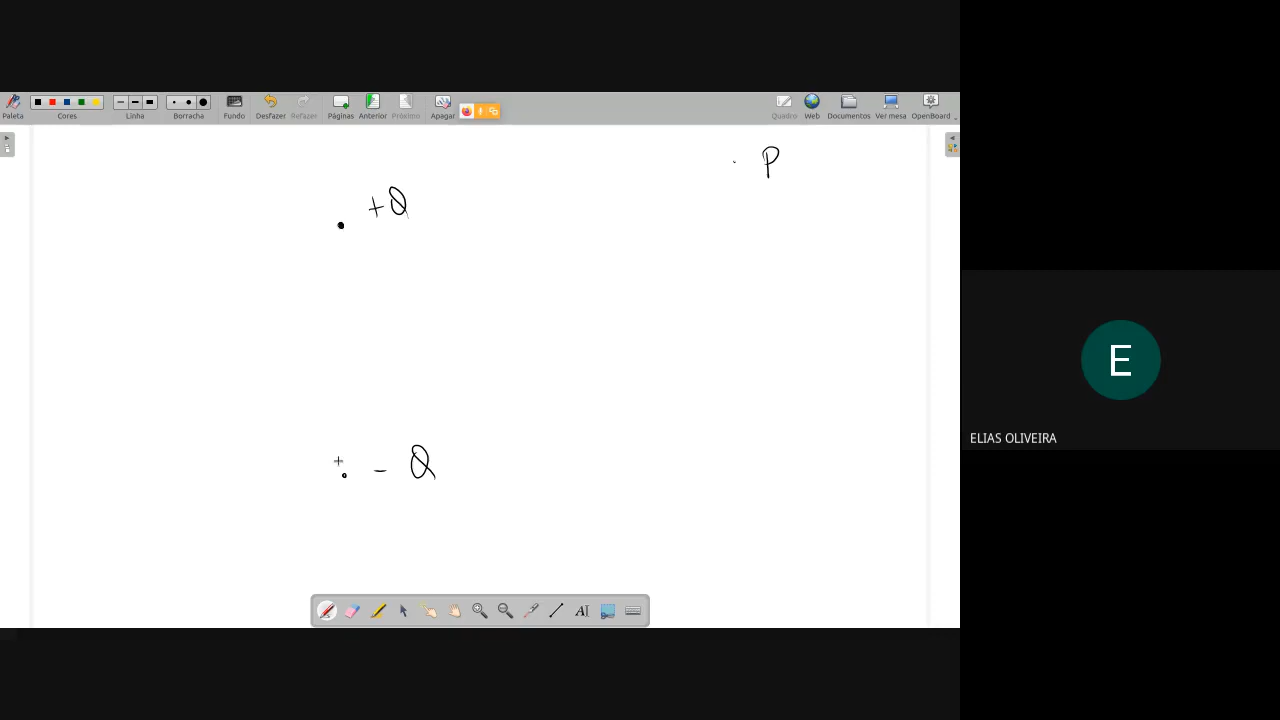 Paleta Cores Linha Borracha Fundo Desfazer Refazer Páginas Anterior Próximo Apagar Quadro Web Documentos Ver mesa OpenBoard
P
+Q
- Q
E
ELIAS OLIVEIRA
AI